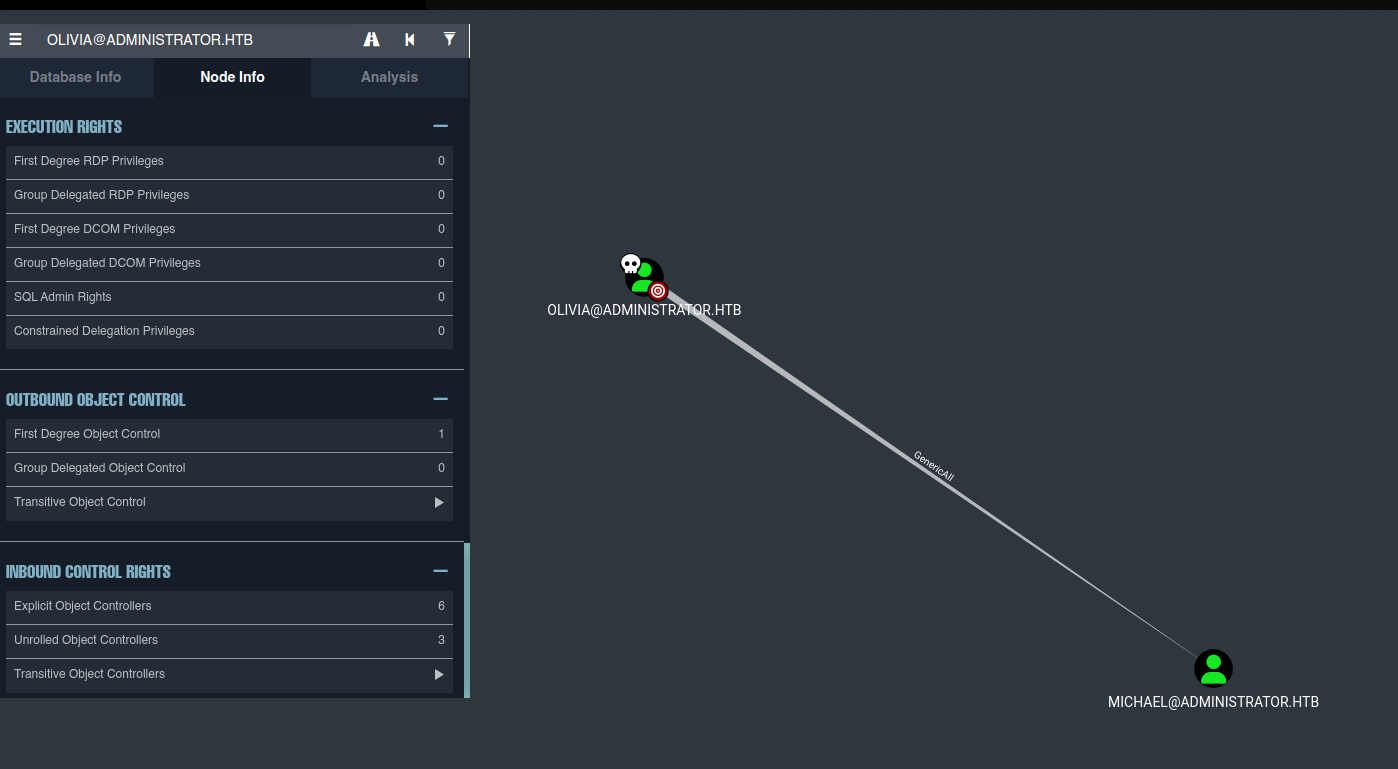 OLIVIA@ADMINISTRATOR.HTB
Database Info
Node Info
Analysis
EXECUTION RIGHTS
First Degree RDP Privileges 0
Group Delegated RDP Privileges 0
First Degree DCOM Privileges 0
Group Delegated DCOM Privileges 0
SQL Admin Rights 0
Constrained Delegation Privileges 0
OUTBOUND OBJECT CONTROL
First Degree Object Control 1
Group Delegated Object Control 0
Transitive Object Control
INBOUND CONTROL RIGHTS
Explicit Object Controllers 6
Unrolled Object Controllers 3
Transitive Object Controllers
OLIVIA@ADMINISTRATOR.HTB
GenericAll
MICHAEL@ADMINISTRATOR.HTB